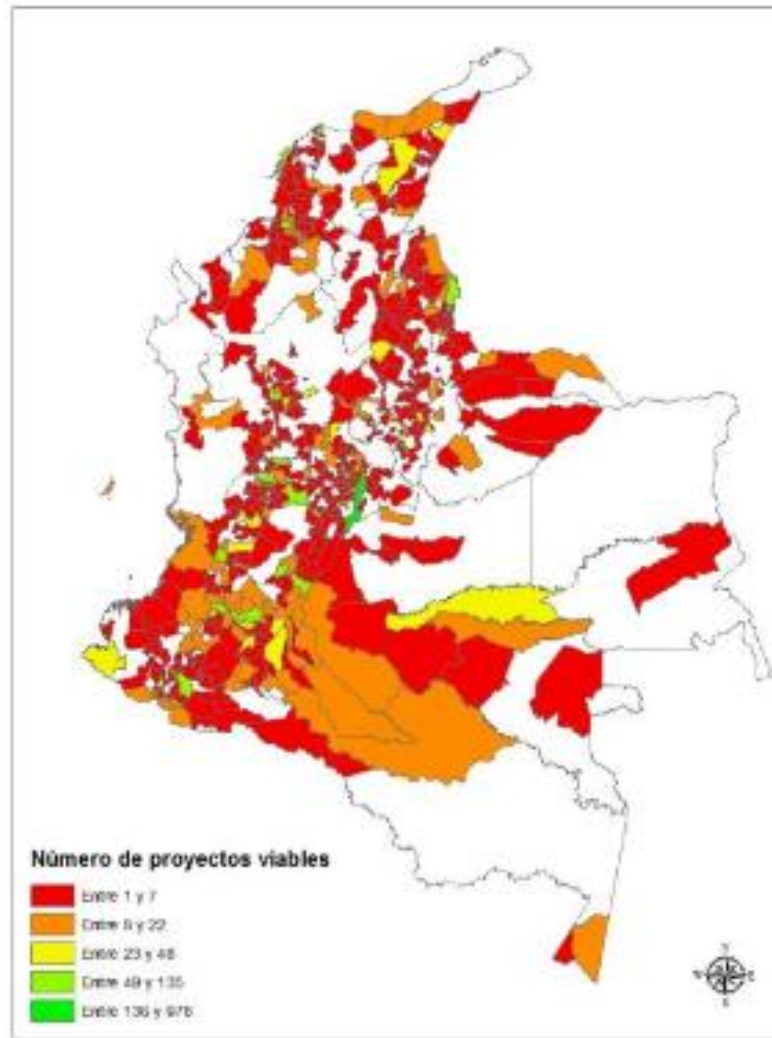 Número de proyectos viables
Entre 1 y 7
Entre 8 y 22
Entre 23 y 48
Entre 49 y 135
Entre 136 y 976
N
W E
S